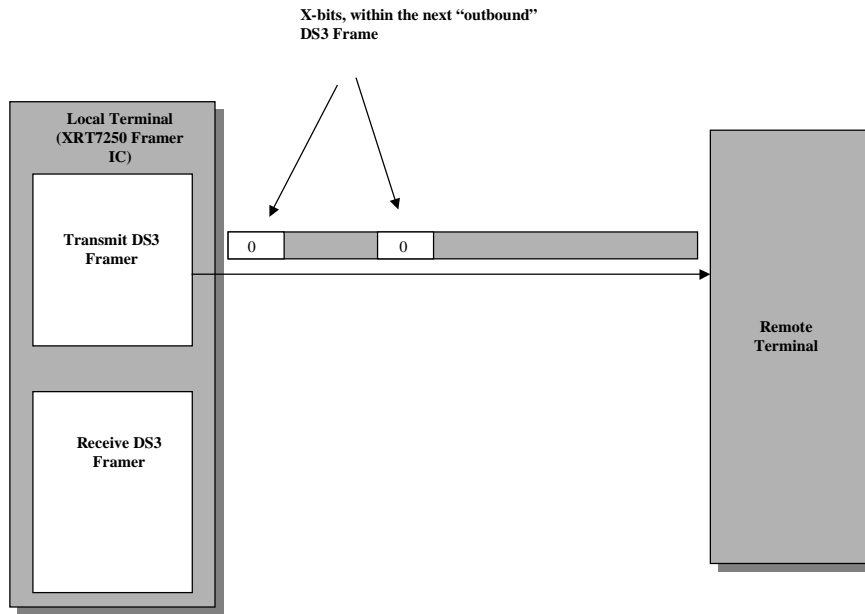 X-bits, within the next “outbound”
DS3 Frame
Local Terminal
(XRT7250 Framer
IC)
Transmit DS3
Framer
0
0
Remote
Terminal
Receive DS3
Framer